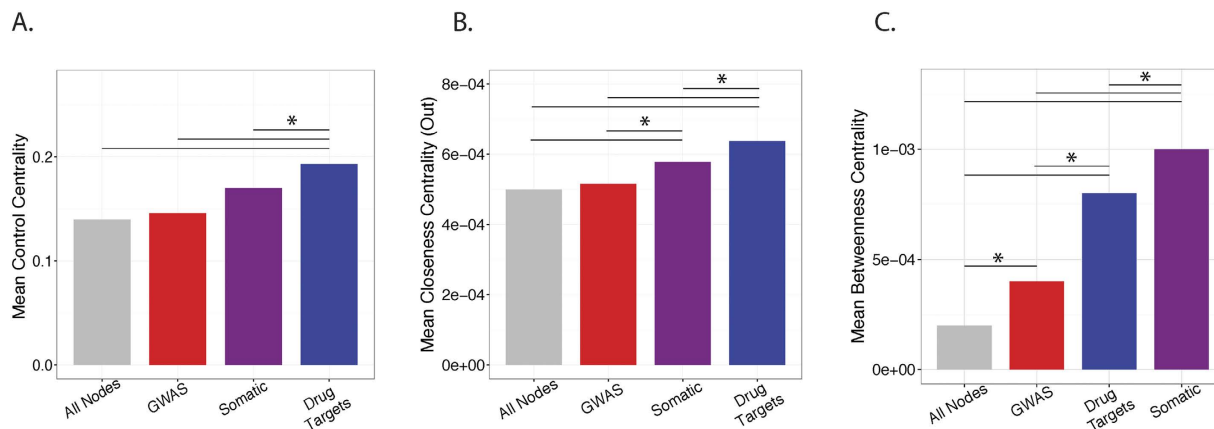 A.
Mean Control Centrality
0.2
0.1
0.0
*
All Nodes
GWAS
Somatic
Drug
Targets
B.
Mean Closeness Centrality (Out)
8e−04
6e−04
4e−04
2e−04
0e+00
*
*
All Nodes
GWAS
Somatic
Drug
Targets
C.
Mean Betweenness Centrality
1e−03
5e−04
0e+00
*
*
*
All Nodes
GWAS
Drug
Targets
Somatic